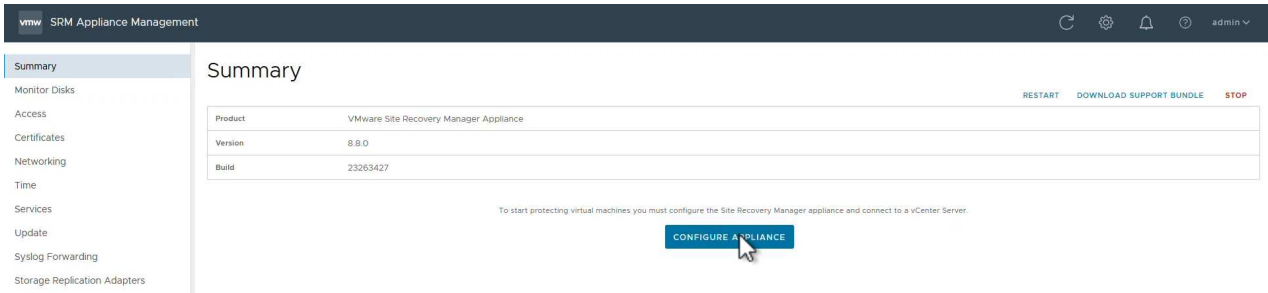 vmw SRM Appliance Management
admin
Summary
Monitor Disks
Access
Certificates
Networking
Time
Services
Update
Syslog Forwarding
Storage Replication Adapters
Summary
RESTART DOWNLOAD SUPPORT BUNDLE STOP
Product VMware Site Recovery Manager Appliance
Version 8.8.0
Build 23263427
To start protecting virtual machines you must configure the Site Recovery Manager appliance and connect to a vCenter Server.
CONFIGURE APPLIANCE